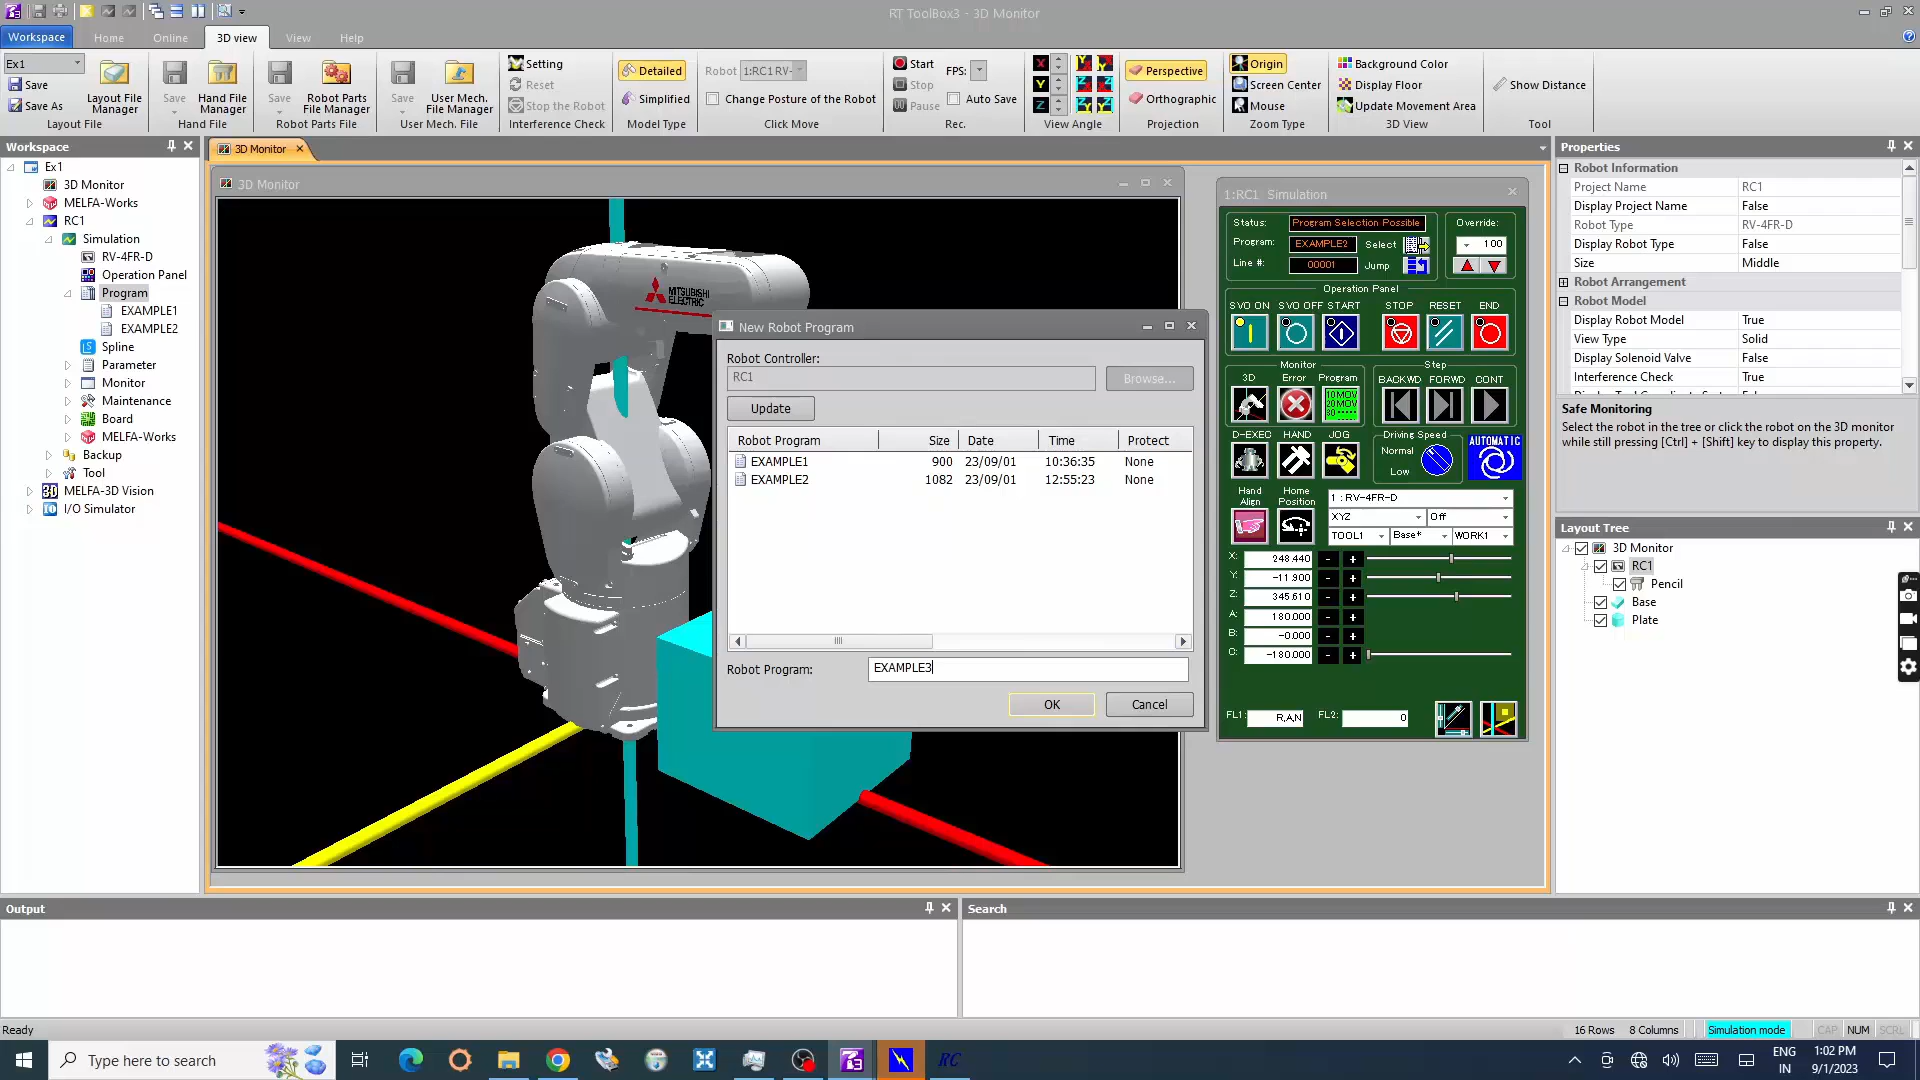 RT ToolBox3 - 3D Monitor
Workspace
Home
Online
3D view
View
Help
Ex1
Save
Save As
Layout File
Manager
Layout File
Save
Hand File
Manager
Hand File
Save
Robot Parts
File Manager
Robot Parts File
Save
User Mech.
File Manager
User Mech. File
Setting
Reset
Stop the Robot
Interference Check
Detailed
Simplified
Model Type
Robot 1:RC1 RV-
Change Posture of the Robot
Click Move
Start
FPS:
Stop
Pause
Auto Save
Rec.
X
Y
Z
View Angle
Perspective
Orthographic
Projection
Origin
Screen Center
Mouse
Zoom Type
Background Color
Display Floor
Update Movement Area
3D View
Show Distance
Tool
Workspace
Ex1
3D Monitor
MELFA-Works
RC1
Simulation
RV-4FR-D
Operation Panel
Program
EXAMPLE1
EXAMPLE2
Spline
Parameter
Monitor
Maintenance
Board
MELFA-Works
Backup
Tool
MELFA-3D Vision
I/O Simulator
3D Monitor
3D Monitor
MITSUBISHI
ELECTRIC
New Robot Program
Robot Controller:
RC1
Browse...
Update
Robot Program Size Date Time Protect
EXAMPLE1 900 23/09/01 10:36:35 None
EXAMPLE2 1082 23/09/01 12:55:23 None
Robot Program: EXAMPLE3
OK
Cancel
1:RC1 Simulation
Status: Program Selection Possible
Override:
Program: EXAMPLE2 Select
100
Line #: 00001 Jump
Operation Panel
SVO ON SVO OFF START STOP RESET END
Monitor
Step
3D Error Program
BACKWD FORWD CONT
10MOV
20MOV
30
D-EXEC HAND JOG
Driving Speed
Normal
Low
AUTOMATIC
Hand
Align
Home
Position
1 : RV-4FR-D
XYZ
Off
TOOL1
Base*
WORK1
X: 248.440 - +
Y: -11.900 - +
Z: 345.610 - +
A: 180.000 - +
B: -0.000 - +
C: -180.000 - +
FL1: R,A,N FL2: 0
Properties
Robot Information
Project Name RC1
Display Project Name False
Robot Type RV-4FR-D
Display Robot Type False
Size Middle
Robot Arrangement
Robot Model
Display Robot Model True
View Type Solid
Display Solenoid Valve False
Interference Check True
Safe Monitoring
Select the robot in the tree or click the robot on the 3D monitor
while still pressing [Ctrl] + [Shift] key to display this property.
Layout Tree
3D Monitor
RC1
Pencil
Base
Plate
Output
Search
Ready
16 Rows
8 Columns
Simulation mode
CAP
NUM
SCRL
Type here to search
RC
ENG
IN
1:02 PM
9/1/2023